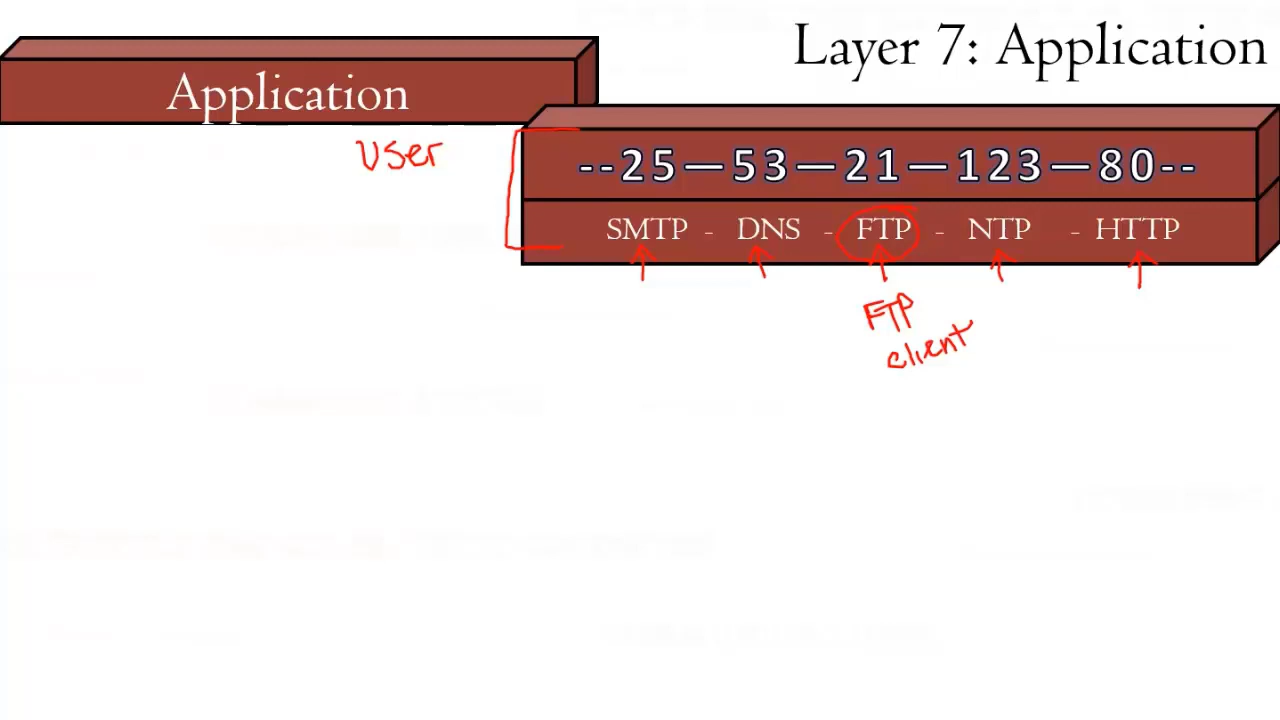 Layer 7: Application
Application
User
--25—53—21—123—80--
SMTP - DNS - FTP - NTP - HTTP
FTP
client